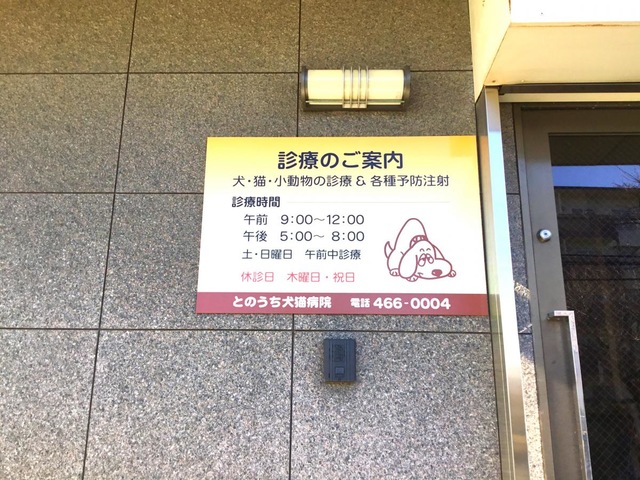 診療のご案内
犬・猫・小動物の診療 & 各種予防注射
診療時間
午前 9:00～12:00
午後 5:00～ 8:00
土・日曜日 午前中診療
休診日 木曜日・祝日
とのうち犬猫病院 電話 466-0004